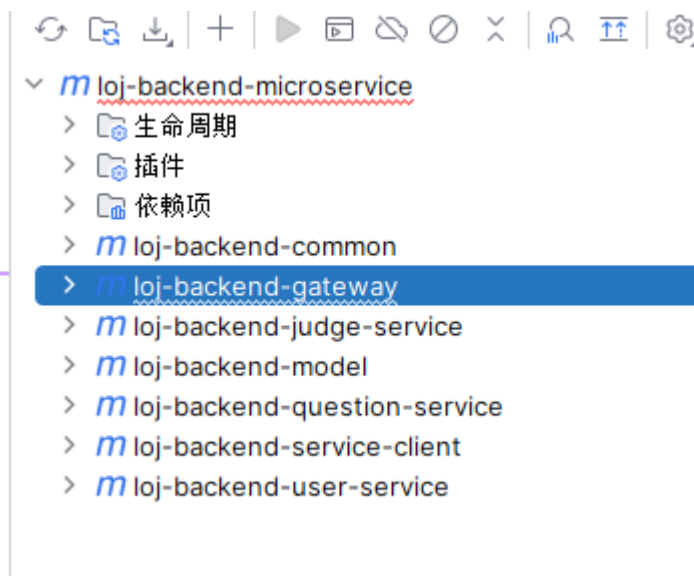 m loj-backend-microservice
生命周期
插件
依赖项
m loj-backend-common
m loj-backend-gateway
m loj-backend-judge-service
m loj-backend-model
m loj-backend-question-service
m loj-backend-service-client
m loj-backend-user-service